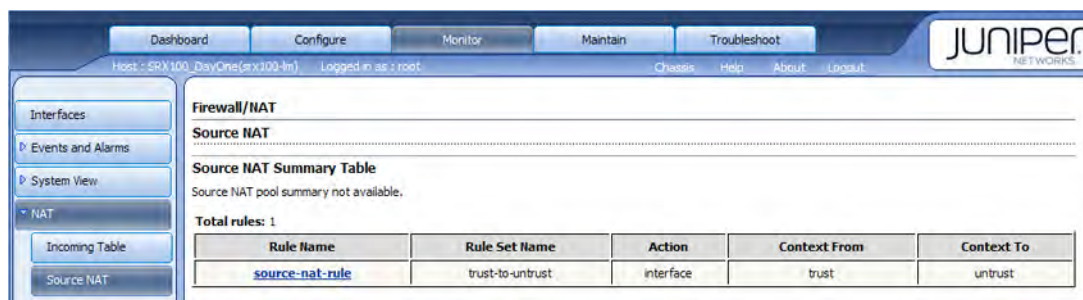 Dashboard Configure Monitor Maintain Troubleshoot
JUNIPER
NETWORKS
Host : SRX100_DayOne(srx100-lm) Logged in as : root Chassis Help About Logout
Interfaces
Events and Alarms
System View
NAT
Incoming Table
Source NAT
Firewall/NAT
Source NAT
Source NAT Summary Table
Source NAT pool summary not available.
Total rules: 1
Rule Name Rule Set Name Action Context From Context To
source-nat-rule trust-to-untrust interface trust untrust